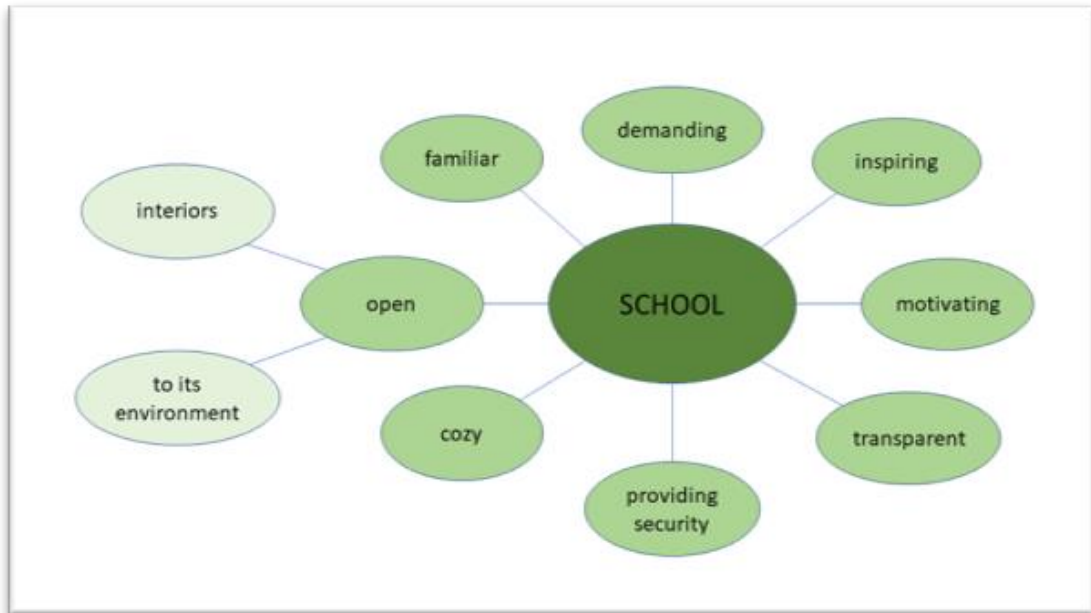 demanding
familiar
inspiring
interiors
open
SCHOOL
motivating
to its
environment
cozy
transparent
providing
security